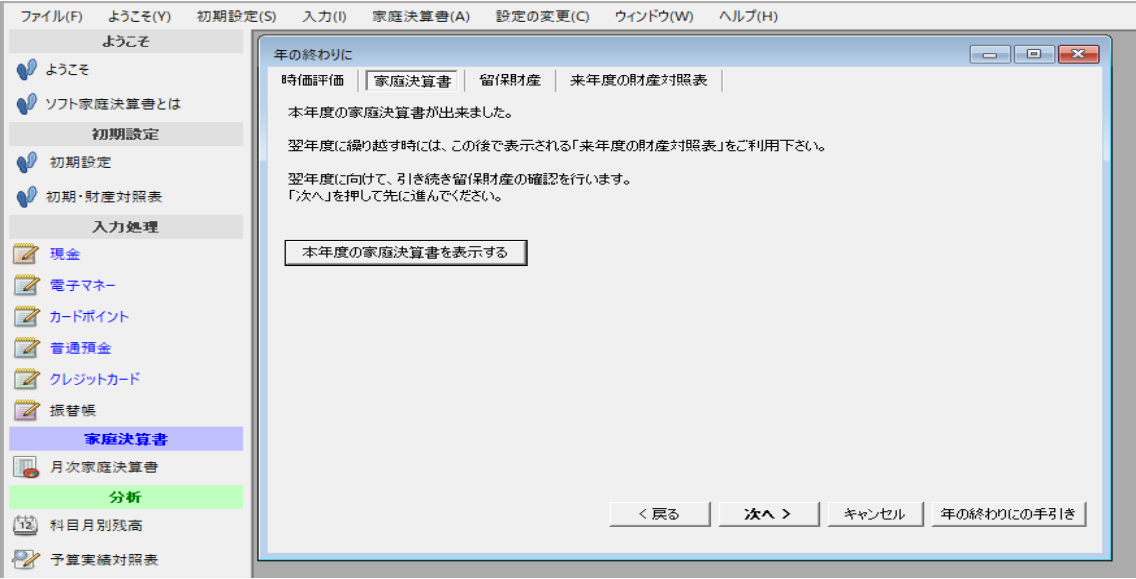 ファイル(F) ようこそ(Y) 初期設定(S) 入力(I) 家庭決算書(A) 設定の変更(C) ウィンドウ(W) ヘルプ(H)
ようこそ
ようこそ
ソフト家庭決算書とは
初期設定
初期設定
初期・財産対照表
入力処理
現金
電子マネー
カードポイント
普通預金
クレジットカード
振替帳
家庭決算書
月次家庭決算書
分析
12
科目月別残高
予算実績対照表
年の終わりに
時価評価 家庭決算書 留保財産 来年度の財産対照表
本年度の家庭決算書が出来ました。
翌年度に繰り越す時には、この後で表示される「来年度の財産対照表」をご利用下さい。
翌年度に向けて、引き続き留保財産の確認を行います。
「次へ」を押して先に進んでください。
本年度の家庭決算書を表示する
< 戻る 次へ > キャンセル 年の終わりにの手引き